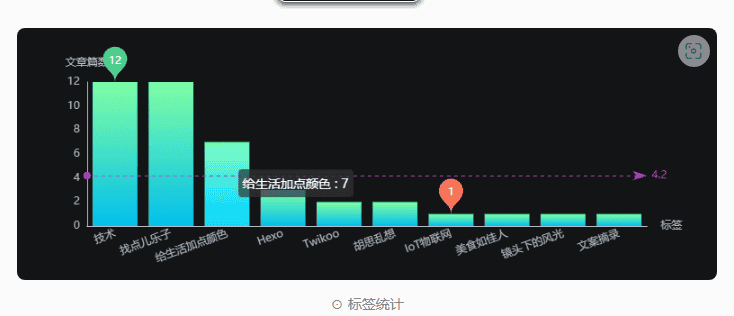 文章篇数
12
12
10
8
6
4
2
0
给生活加点颜色 : 7
1
4.2
标签
技术
找点儿乐子
给生活加点颜色
Hexo
Twikoo
胡思乱想
IoT物联网
美食如佳人
镜头下的风光
文案摘录
标签统计